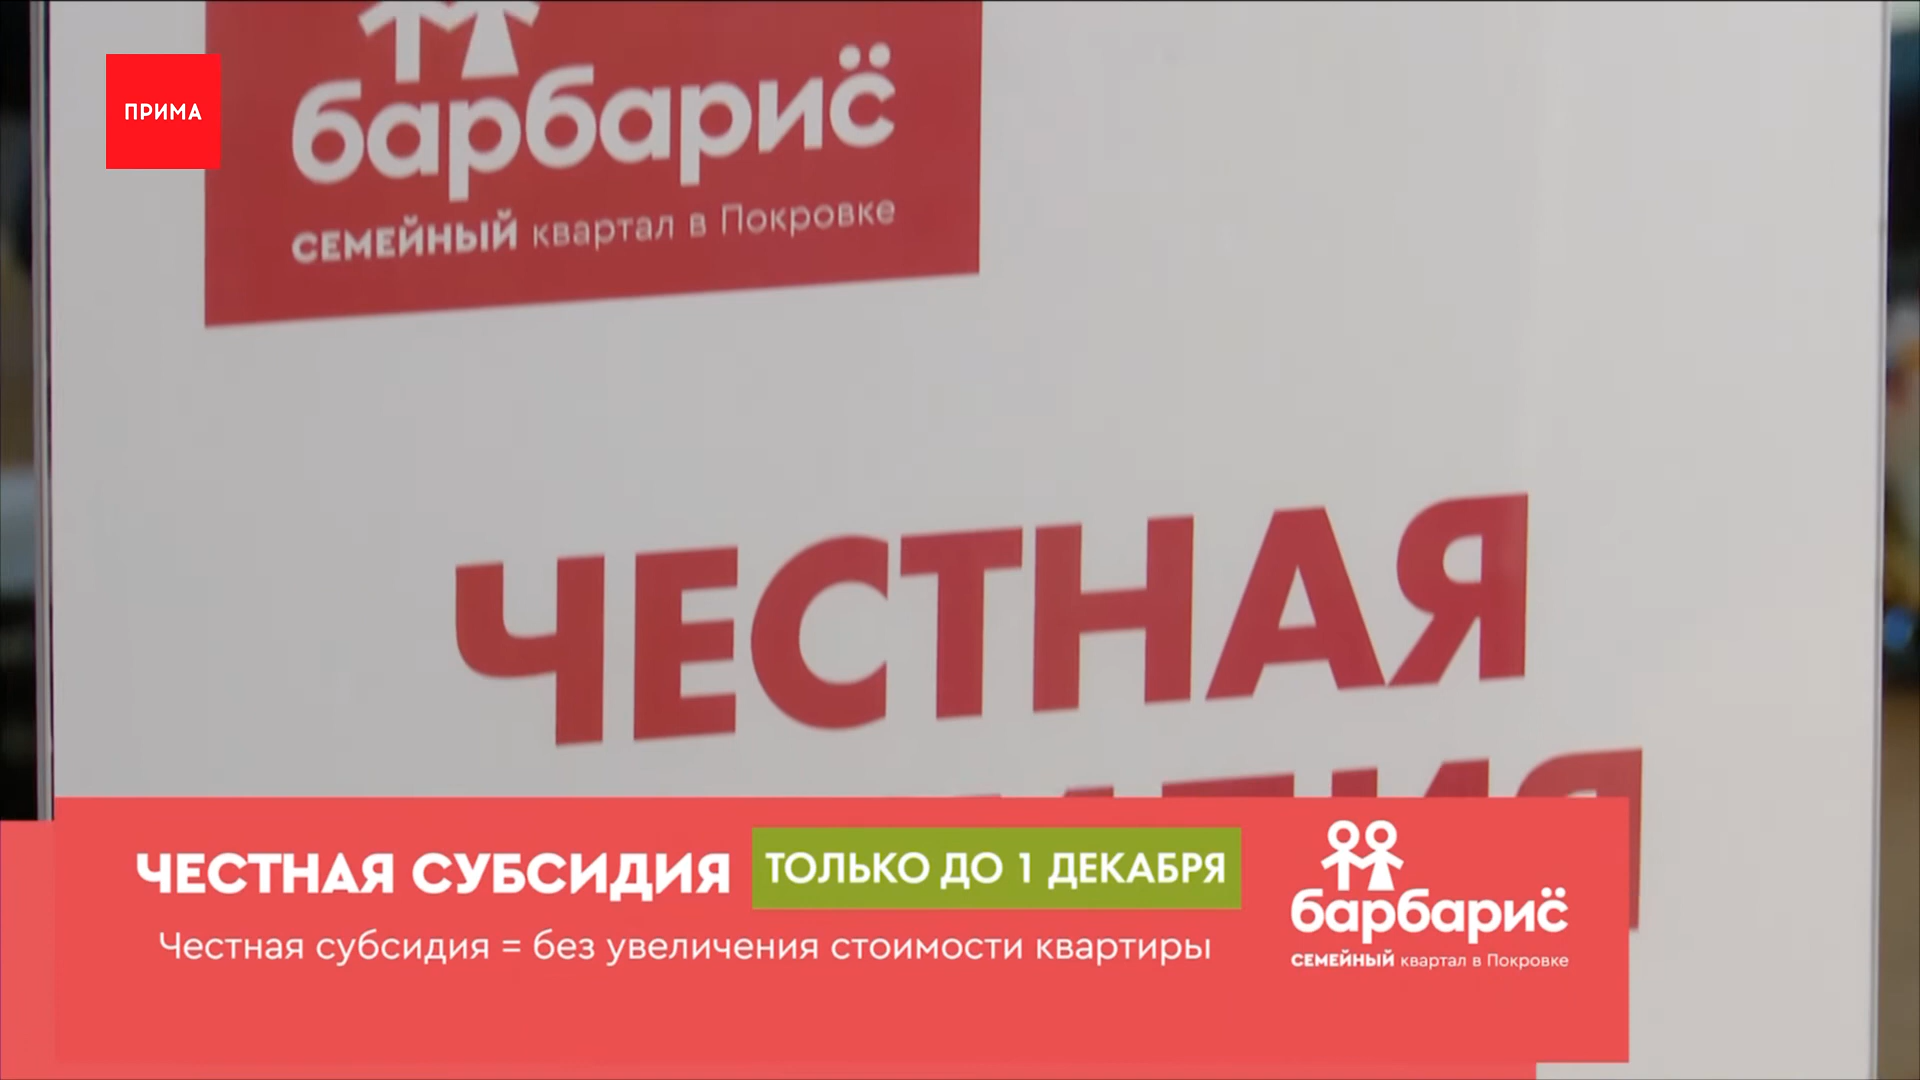 ПРИМА
барбарис
СЕМЕЙНЫЙ квартал в Покровке
ЧЕСТНАЯ
ЧЕСТНАЯ СУБСИДИЯ
ТОЛЬКО ДО 1 ДЕКАБРЯ
Честная субсидия = без увеличения стоимости квартиры
барбарис
СЕМЕЙНЫЙ квартал в Покровке